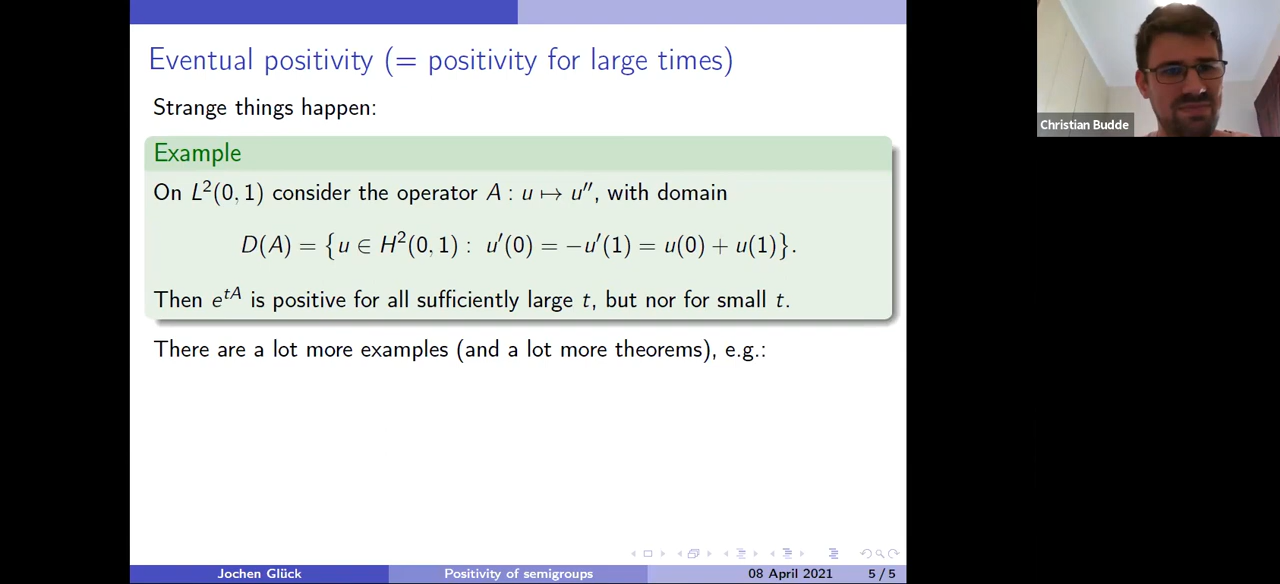 Eventual positivity (= positivity for large times)
Strange things happen:
Example
On L²(0, 1) consider the operator A : u ↦ u′′, with domain
D(A) = {u ∈ H²(0, 1) : u′(0) = −u′(1) = u(0) + u(1)}.
Then e^{tA} is positive for all sufficiently large t, but nor for small t.
There are a lot more examples (and a lot more theorems), e.g.:
Jochen Glück Positivity of semigroups 08 April 2021 5 / 5
Christian Budde